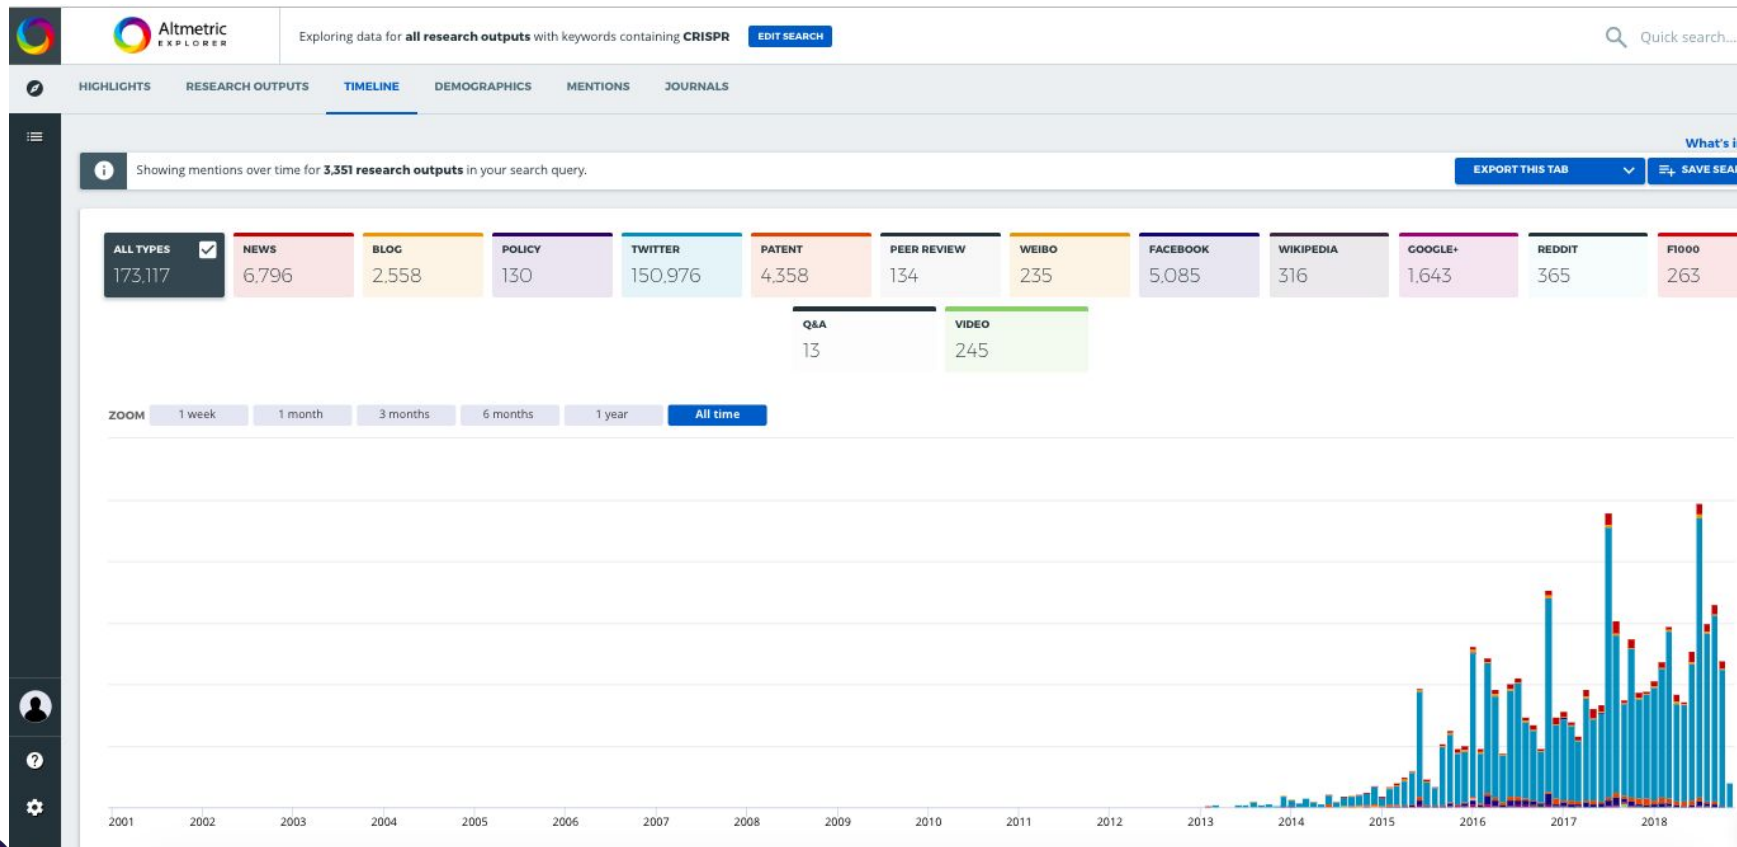 Altmetric
EXPLORER
Exploring data for all research outputs with keywords containing CRISPR
EDIT SEARCH
Quick search...
HIGHLIGHTS
RESEARCH OUTPUTS
TIMELINE
DEMOGRAPHICS
MENTIONS
JOURNALS
What's i
Showing mentions over time for 3,351 research outputs in your search query.
EXPORT THIS TAB
SAVE SEA
ALL TYPES
173,117
NEWS
6,796
BLOG
2,558
POLICY
130
TWITTER
150,976
PATENT
4,358
PEER REVIEW
134
WEIBO
235
FACEBOOK
5,085
WIKIPEDIA
316
GOOGLE+
1,643
REDDIT
365
F1000
263
Q&A
13
VIDEO
245
ZOOM
1 week
1 month
3 months
6 months
1 year
All time
2001
2002
2003
2004
2005
2006
2007
2008
2009
2010
2011
2012
2013
2014
2015
2016
2017
2018